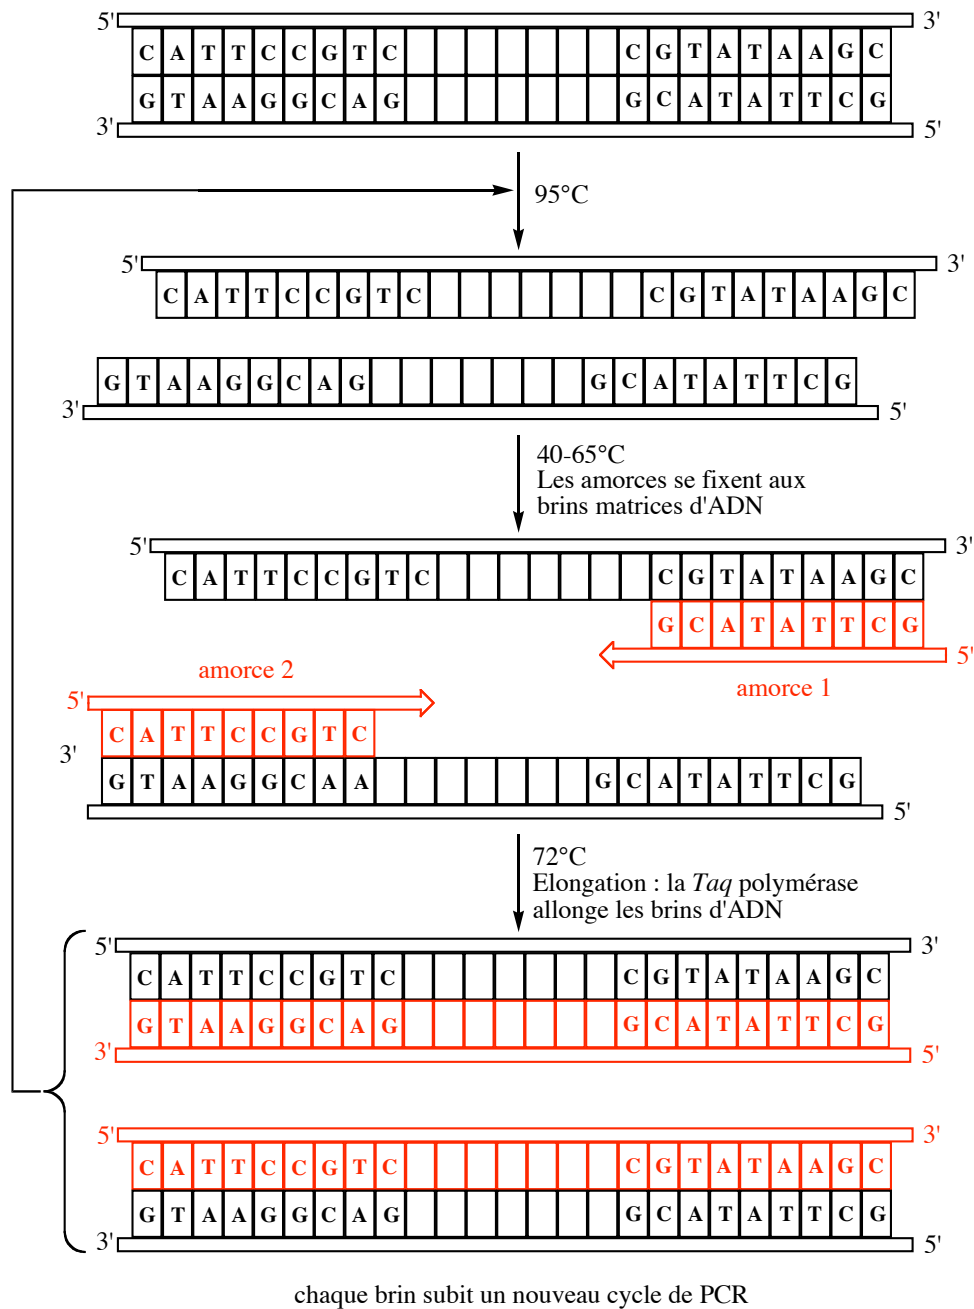 5' 3'
C A T T C C G T C C G T A T A A G C
G T A A G G C A G G C A T A T T C G
3' 5'
95°C
5' 3'
C A T T C C G T C C G T A T A A G C
G T A A G G C A G G C A T A T T C G
3' 5'
40-65°C
Les amorces se fixent aux
brins matrices d'ADN
5' 3'
C A T T C C G T C C G T A T A A G C
G C A T A T T C G
5'
amorce 2
amorce 1
5'
C A T T C C G T C
3'
G T A A G G C A A G C A T A T T C G
5'
72°C
Elongation : la Taq polymérase
allonge les brins d'ADN
5' 3'
C A T T C C G T C C G T A T A A G C
G T A A G G C A G G C A T A T T C G
3' 5'
5' 3'
C A T T C C G T C C G T A T A A G C
G T A A G G C A G G C A T A T T C G
3' 5'
chaque brin subit un nouveau cycle de PCR